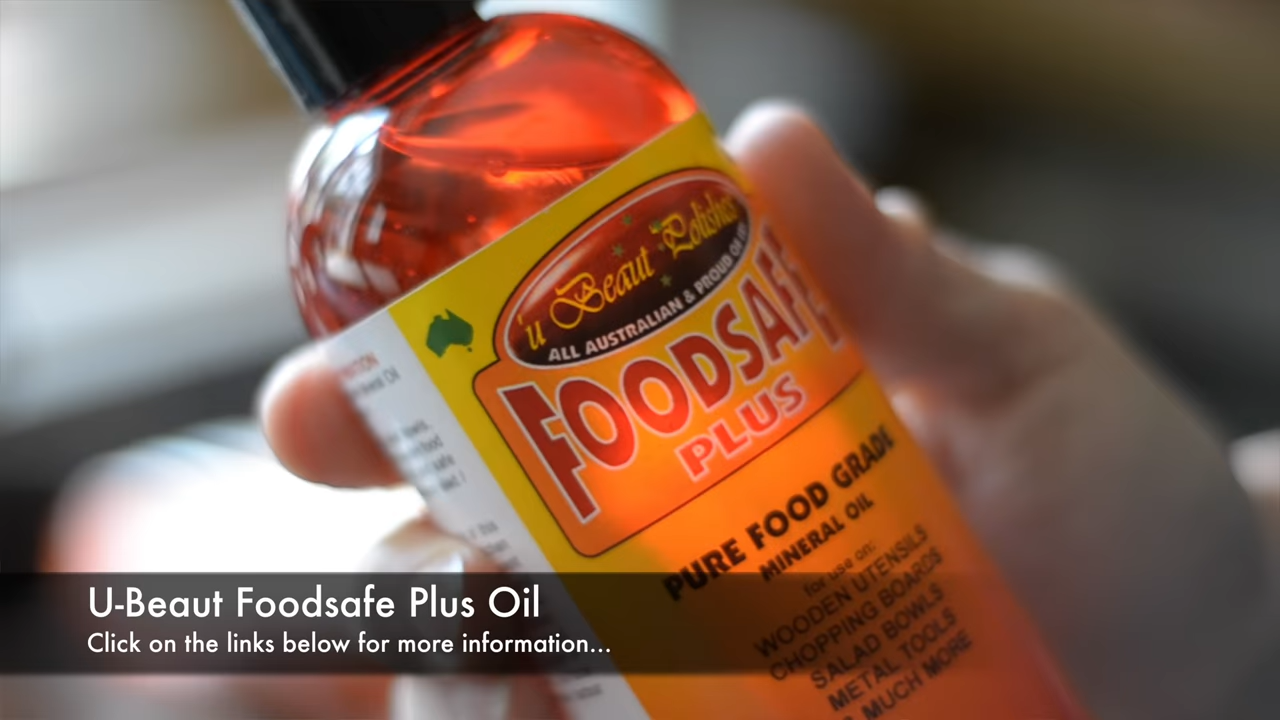 'u Beaut Polishes
ALL AUSTRALIAN & PROUD OF IT
FOODSAFE
PLUS
PURE FOOD GRADE
MINERAL OIL
for use on:
WOODEN UTENSILS
CHOPPING BOARDS
SALAD BOWLS
METAL TOOLS
& MUCH MORE
U-Beaut Foodsafe Plus Oil
Click on the links below for more information...